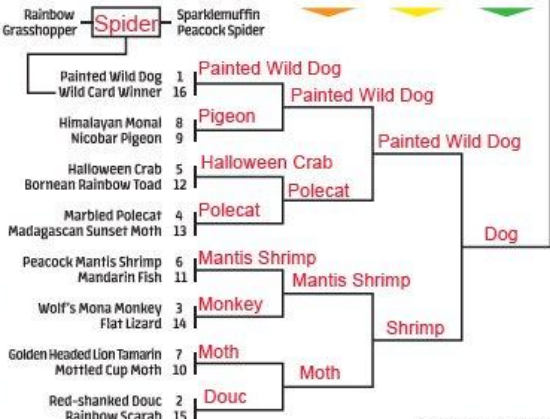 Rainbow
Grasshopper
Spider
Sparklemuffin
Peacock Spider
Painted Wild Dog 1
Wild Card Winner 16
Painted Wild Dog
Painted Wild Dog
Himalayan Monal 8
Nicobar Pigeon 9
Pigeon
Painted Wild Dog
Halloween Crab 5
Bornean Rainbow Toad 12
Halloween Crab
Polecat
Marbled Polecat 4
Madagascan Sunset Moth 13
Polecat
Dog
Peacock Mantis Shrimp 6
Mandarin Fish 11
Mantis Shrimp
Mantis Shrimp
Wolf's Mona Monkey 3
Flat Lizard 14
Monkey
Shrimp
Golden Headed Lion Tamarin 7
Mottled Cup Moth 10
Moth
Moth
Red-shanked Douc 2
Rainbow Scarab 15
Douc